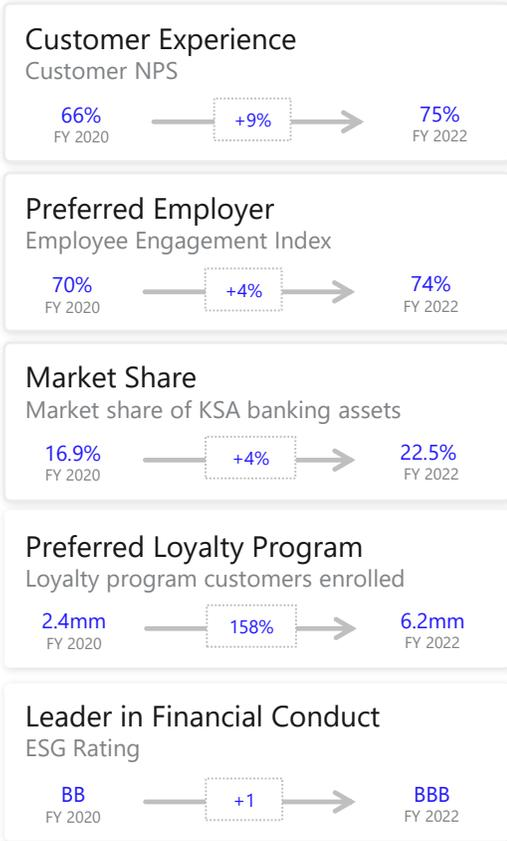 Customer Experience
Customer NPS
66% +9% 75%
FY 2020 FY 2022
Preferred Employer
Employee Engagement Index
70% +4% 74%
FY 2020 FY 2022
Market Share
Market share of KSA banking assets
16.9% +4% 22.5%
FY 2020 FY 2022
Preferred Loyalty Program
Loyalty program customers enrolled
2.4mm 158% 6.2mm
FY 2020 FY 2022
Leader in Financial Conduct
ESG Rating
BB +1 BBB
FY 2020 FY 2022